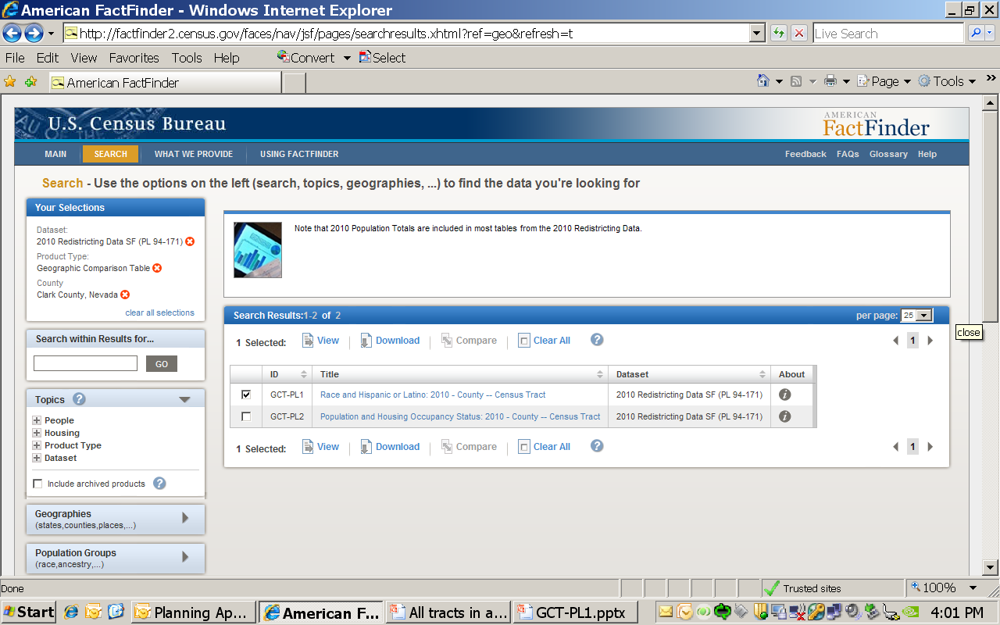 American FactFinder - Windows Internet Explorer
http://factfinder2.census.gov/faces/nav/jsf/pages/searchresults.xhtml?ref=geo&refresh=t
Live Search
File Edit View Favorites Tools Help Convert Select
American FactFinder
Page Tools
U.S. Census Bureau
AMERICAN
FactFinder
MAIN SEARCH WHAT WE PROVIDE USING FACTFINDER Feedback FAQs Glossary Help
Search - Use the options on the left (search, topics, geographies, ...) to find the data you're looking for
Your Selections
Dataset:
2010 Redistricting Data SF (PL 94-171)
Product Type:
Geographic Comparison Table
County
Clark County, Nevada
clear all selections
Search within Results for...
GO
Topics ?
People
Housing
Product Type
Dataset
Include archived products ?
Geographies
(states,counties,places,...)
Population Groups
(race,ancestry,...)
Note that 2010 Population Totals are included in most tables from the 2010 Redistricting Data.
Search Results:1-2 of 2 per page: 25
1 Selected: View Download Compare Clear All ? 1
close
ID Title Dataset About
GCT-PL1 Race and Hispanic or Latino: 2010 - County -- Census Tract 2010 Redistricting Data SF (PL 94-171) i
GCT-PL2 Population and Housing Occupancy Status: 2010 - County -- Census Tract 2010 Redistricting Data SF (PL 94-171) i
1 Selected: View Download Compare Clear All ? 1
Done Trusted sites 100%
Start Planning Ap... American F... All tracts in a... GCT-PL1.pptx 4:01 PM